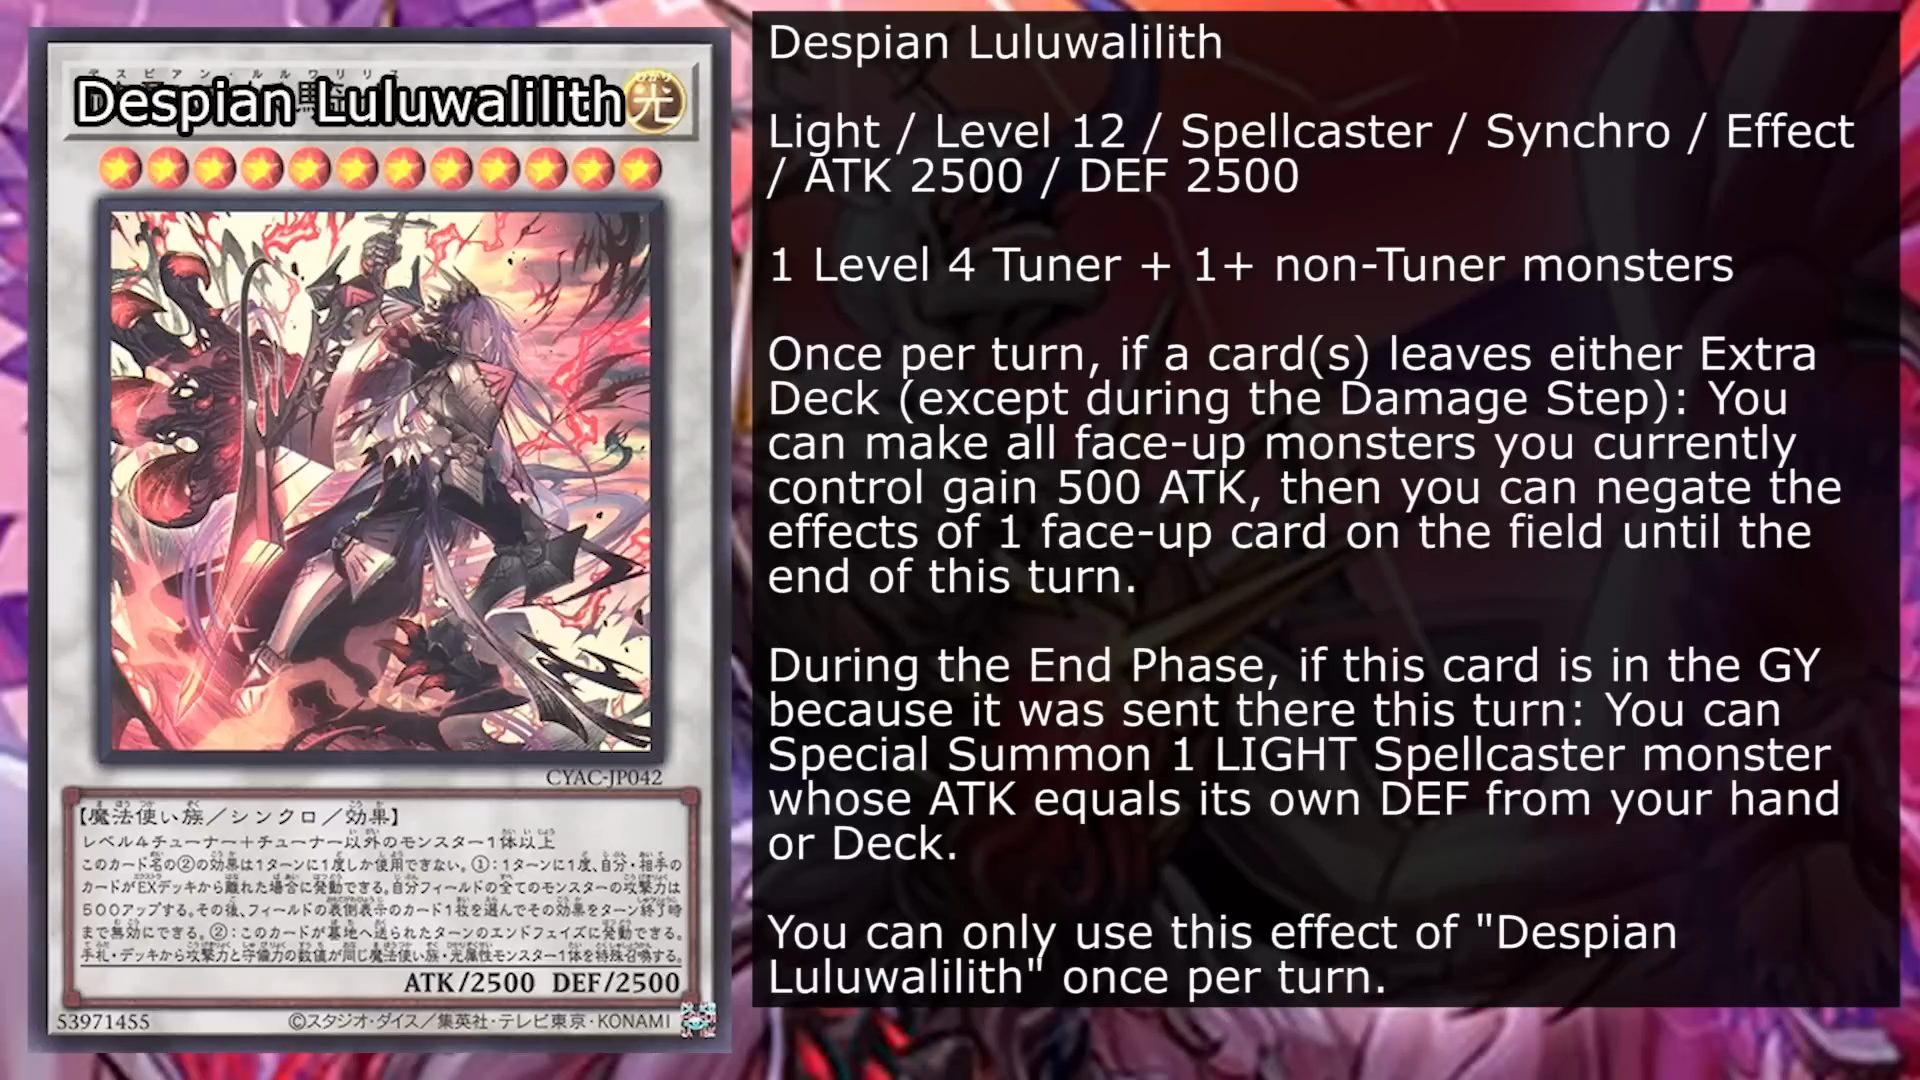 Despian Luluwalilith
光
CYAC-JP042
【魔法使い族／シンクロ／効果】
レベル4チューナー＋チューナー以外のモンスター1体以上
このカード名の②の効果は1ターンに1度しか使用できない。①：1ターンに1度、自分・相手の
カードがEXデッキから離れた場合に発動できる。自分フィールドの全てのモンスターの攻撃力は
500アップする。その後、フィールドの表側表示のカード1枚を選んでその効果をターン終了時
まで無効にできる。②：このカードが墓地へ送られたターンのエンドフェイズに発動できる。
手札・デッキから攻撃力と守備力の数値が同じ魔法使い族・光属性モンスター1体を特殊召喚する。
ATK/2500 DEF/2500
53971455
©スタジオ・ダイス／集英社・テレビ東京・KONAMI
Despian Luluwalilith
Light / Level 12 / Spellcaster / Synchro / Effect
/ ATK 2500 / DEF 2500
1 Level 4 Tuner + 1+ non-Tuner monsters
Once per turn, if a card(s) leaves either Extra
Deck (except during the Damage Step): You
can make all face-up monsters you currently
control gain 500 ATK, then you can negate the
effects of 1 face-up card on the field until the
end of this turn.
During the End Phase, if this card is in the GY
because it was sent there this turn: You can
Special Summon 1 LIGHT Spellcaster monster
whose ATK equals its own DEF from your hand
or Deck.
You can only use this effect of "Despian
Luluwalilith" once per turn.